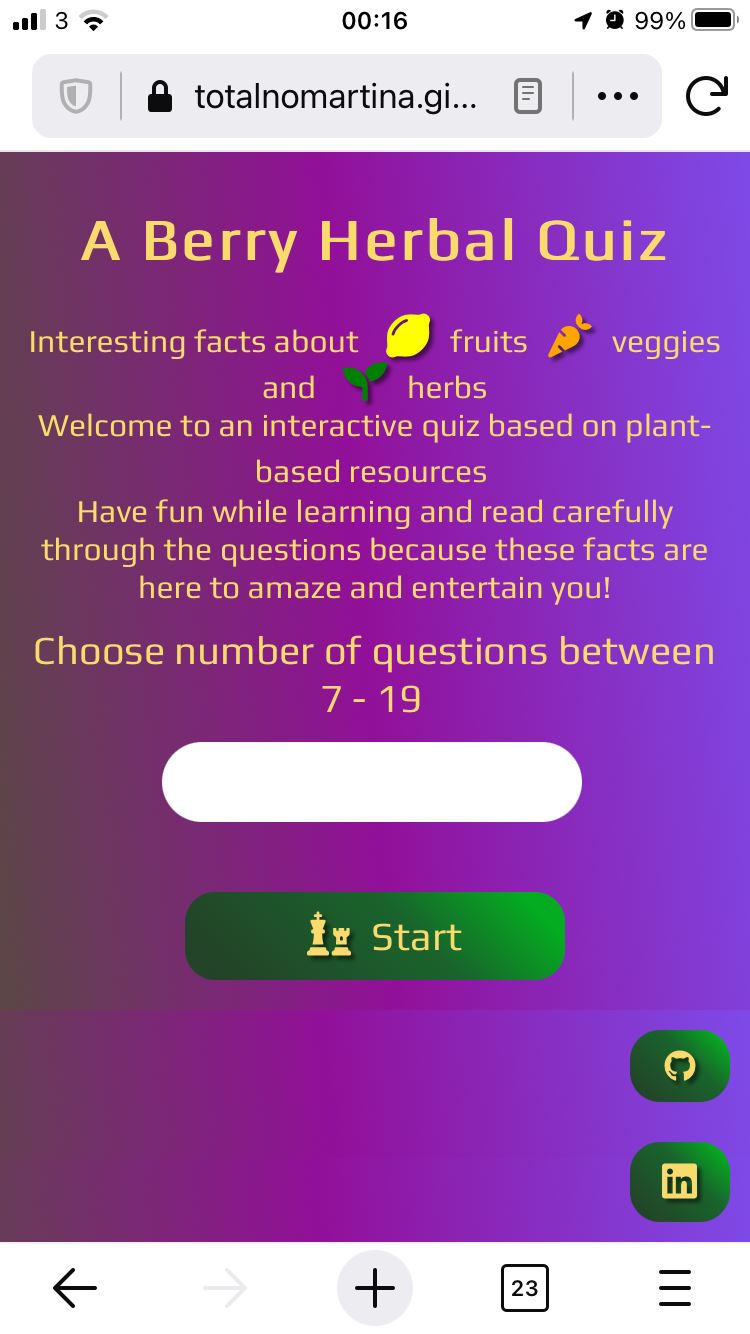 3 00:16 99%
totalnomartina.gi...
A Berry Herbal Quiz
Interesting facts about fruits veggies
and herbs
Welcome to an interactive quiz based on plant-
based resources
Have fun while learning and read carefully
through the questions because these facts are
here to amaze and entertain you!
Choose number of questions between
7 - 19
Start
in
23